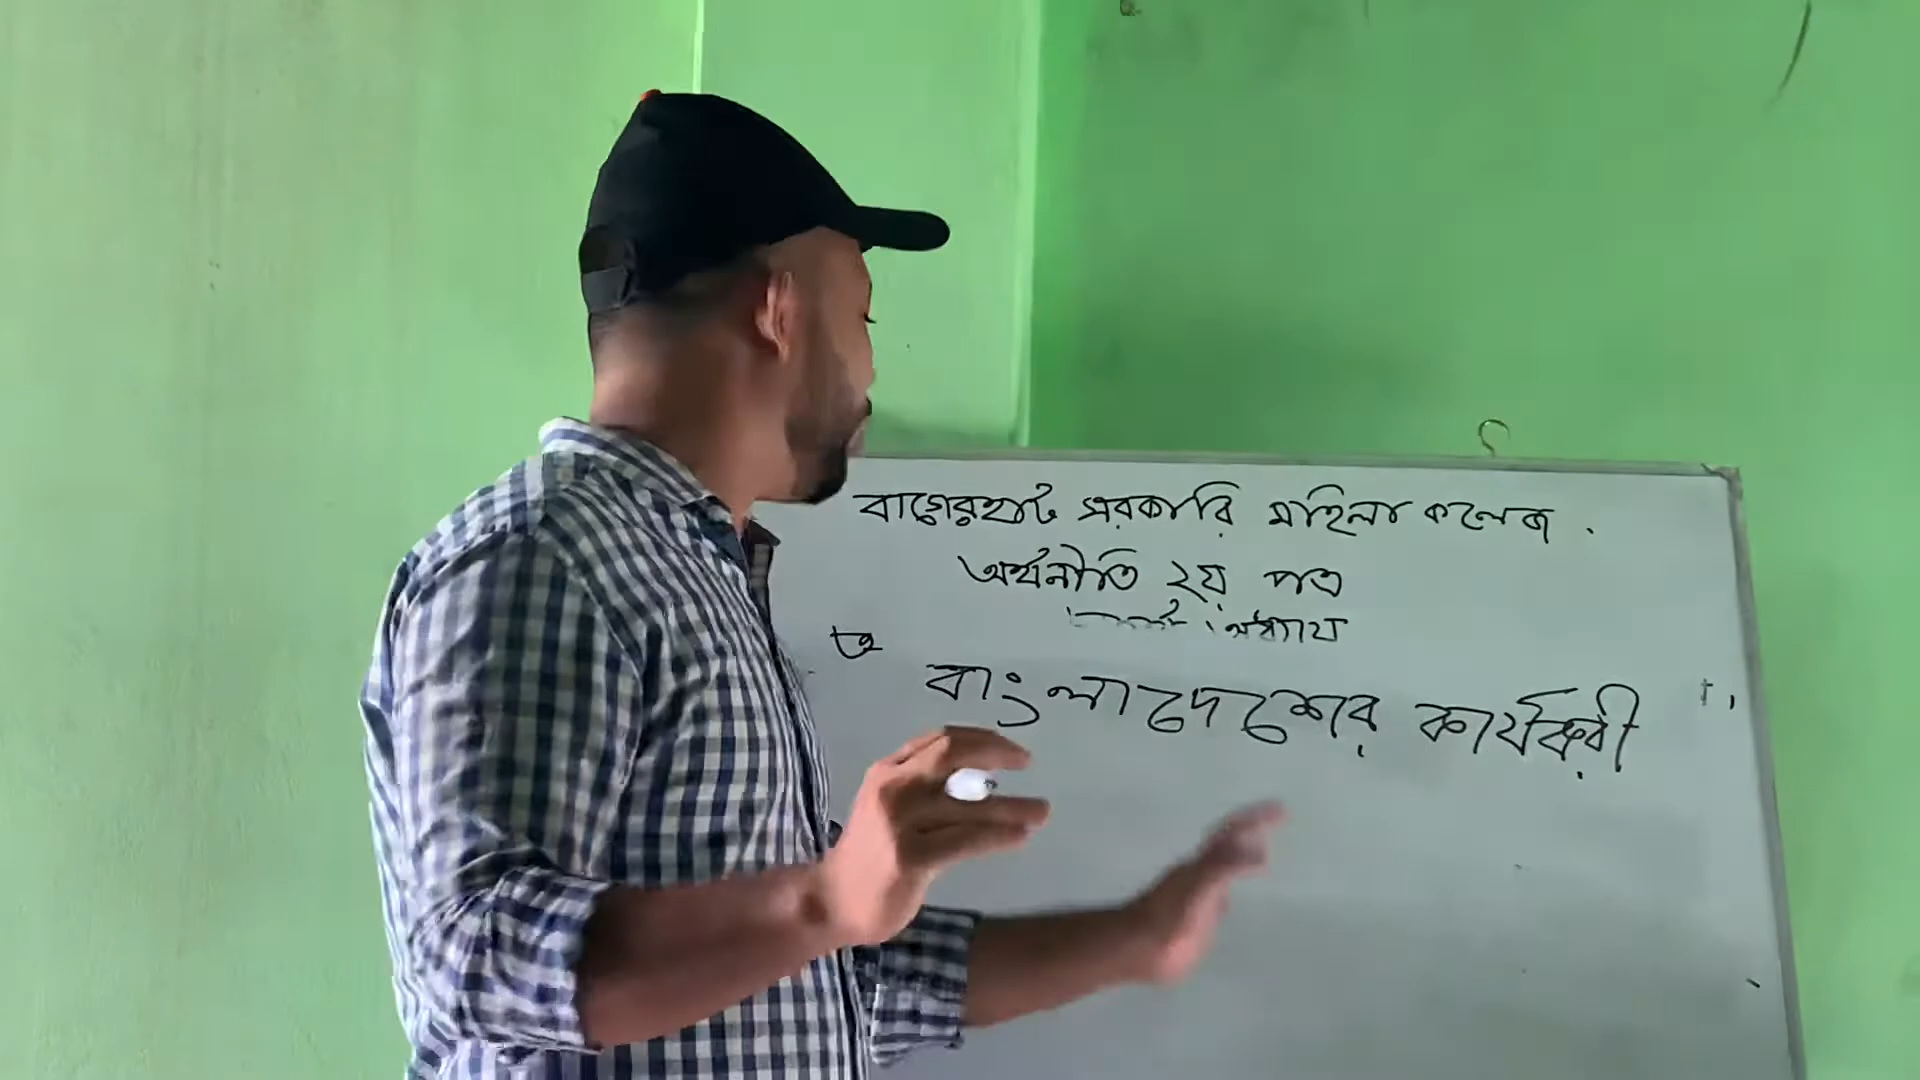 বাগেরহাট সরকারি মহিলা কলেজ.
অর্থনীতি ২য় পত্র
অধ্যায়
বাংলাদেশের কার্যকরী